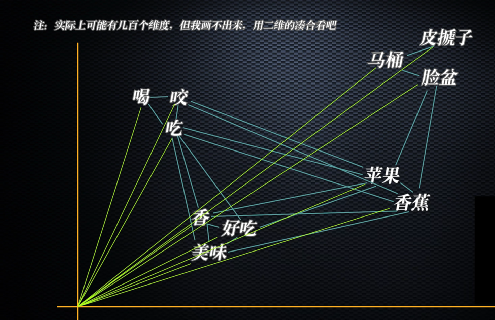 注：实际上可能有几百个维度，但我画不出来，用二维的凑合看吧
皮搋子
马桶
脸盆
喝
咬
吃
苹果
香蕉
香
好吃
美味